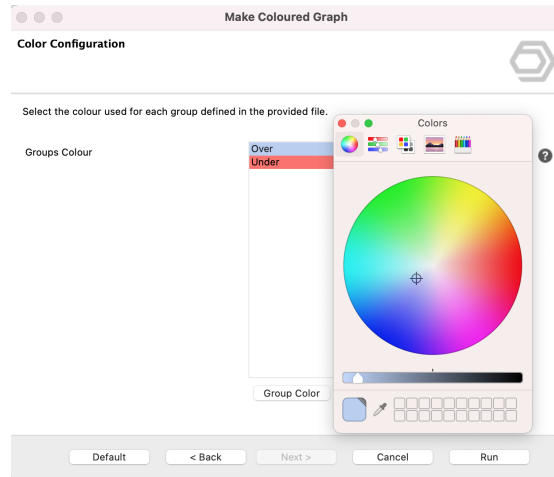 Make Coloured Graph
Color Configuration
Select the colour used for each group defined in the provided file.
Colors
Groups Colour
Over
Under
?
Group Color
Default
< Back
Next >
Cancel
Run